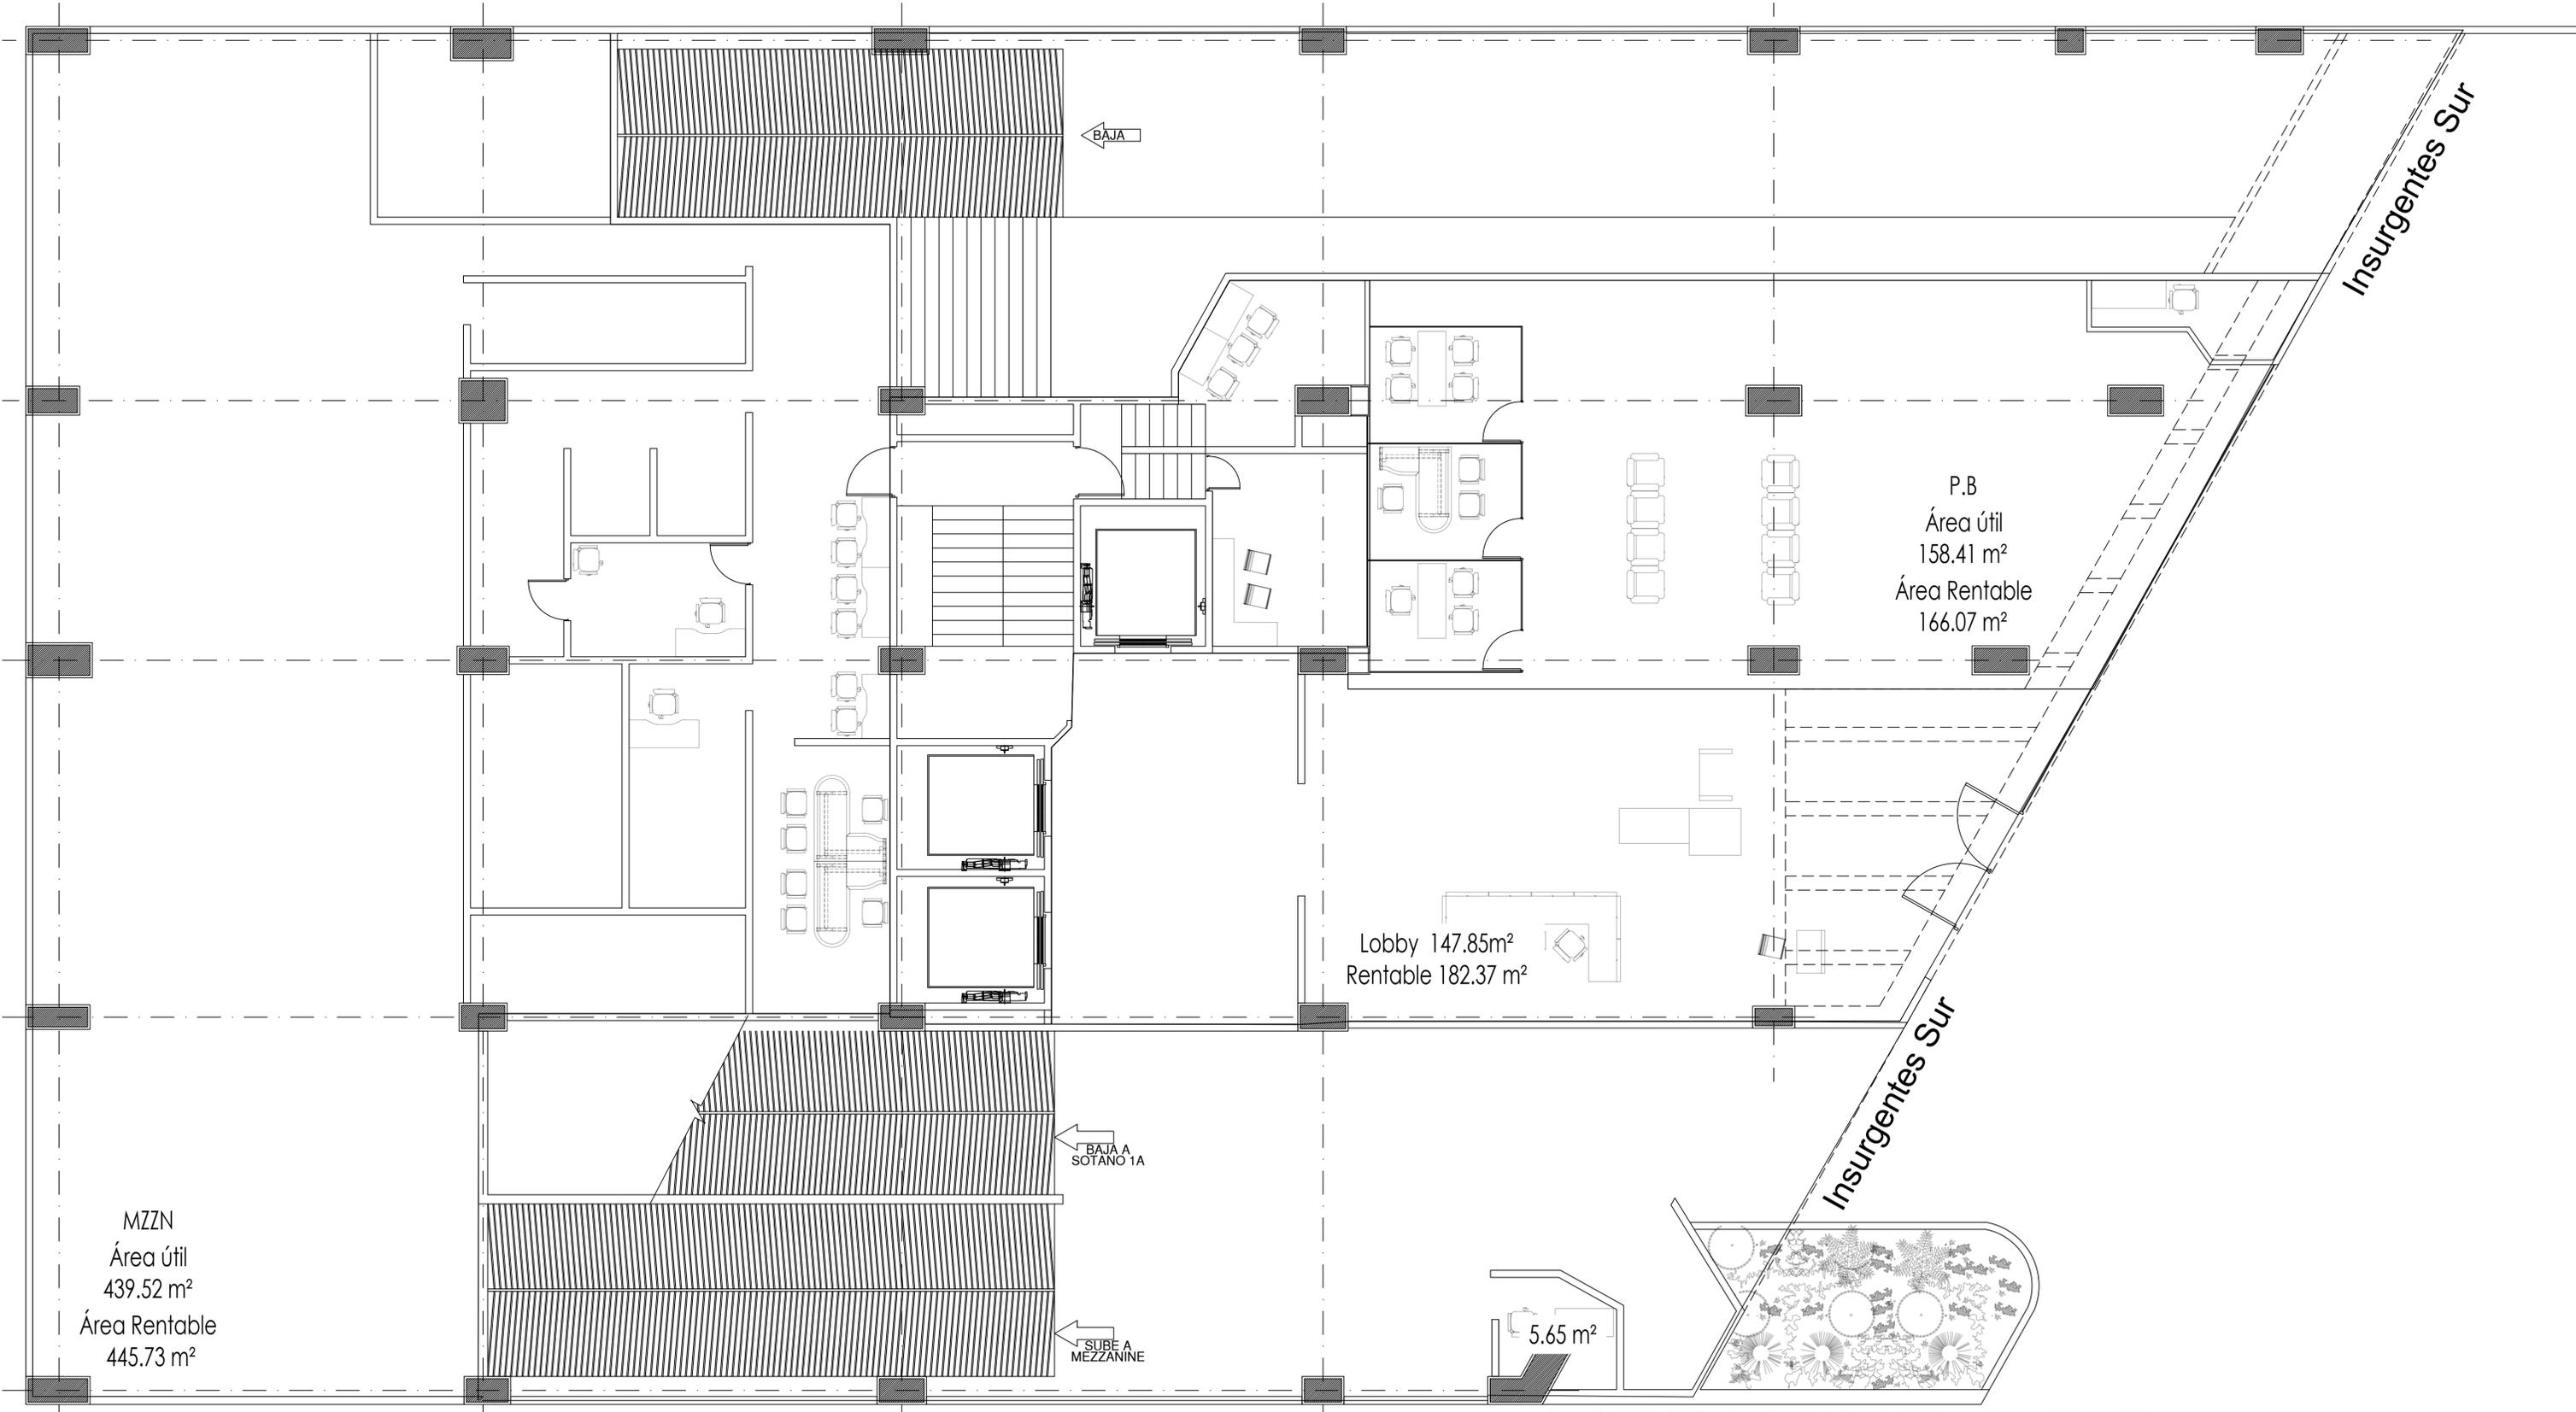 Insurgentes Sur
BAJA
P.B
Área útil
158.41 m²
Área Rentable
166.07 m²
Lobby 147.85m²
Rentable 182.37 m²
Insurgentes Sur
BAJA A
SOTANO 1A
MZZN
Área útil
439.52 m²
Área Rentable
445.73 m²
SUBE A
MEZZANINE
5.65 m²